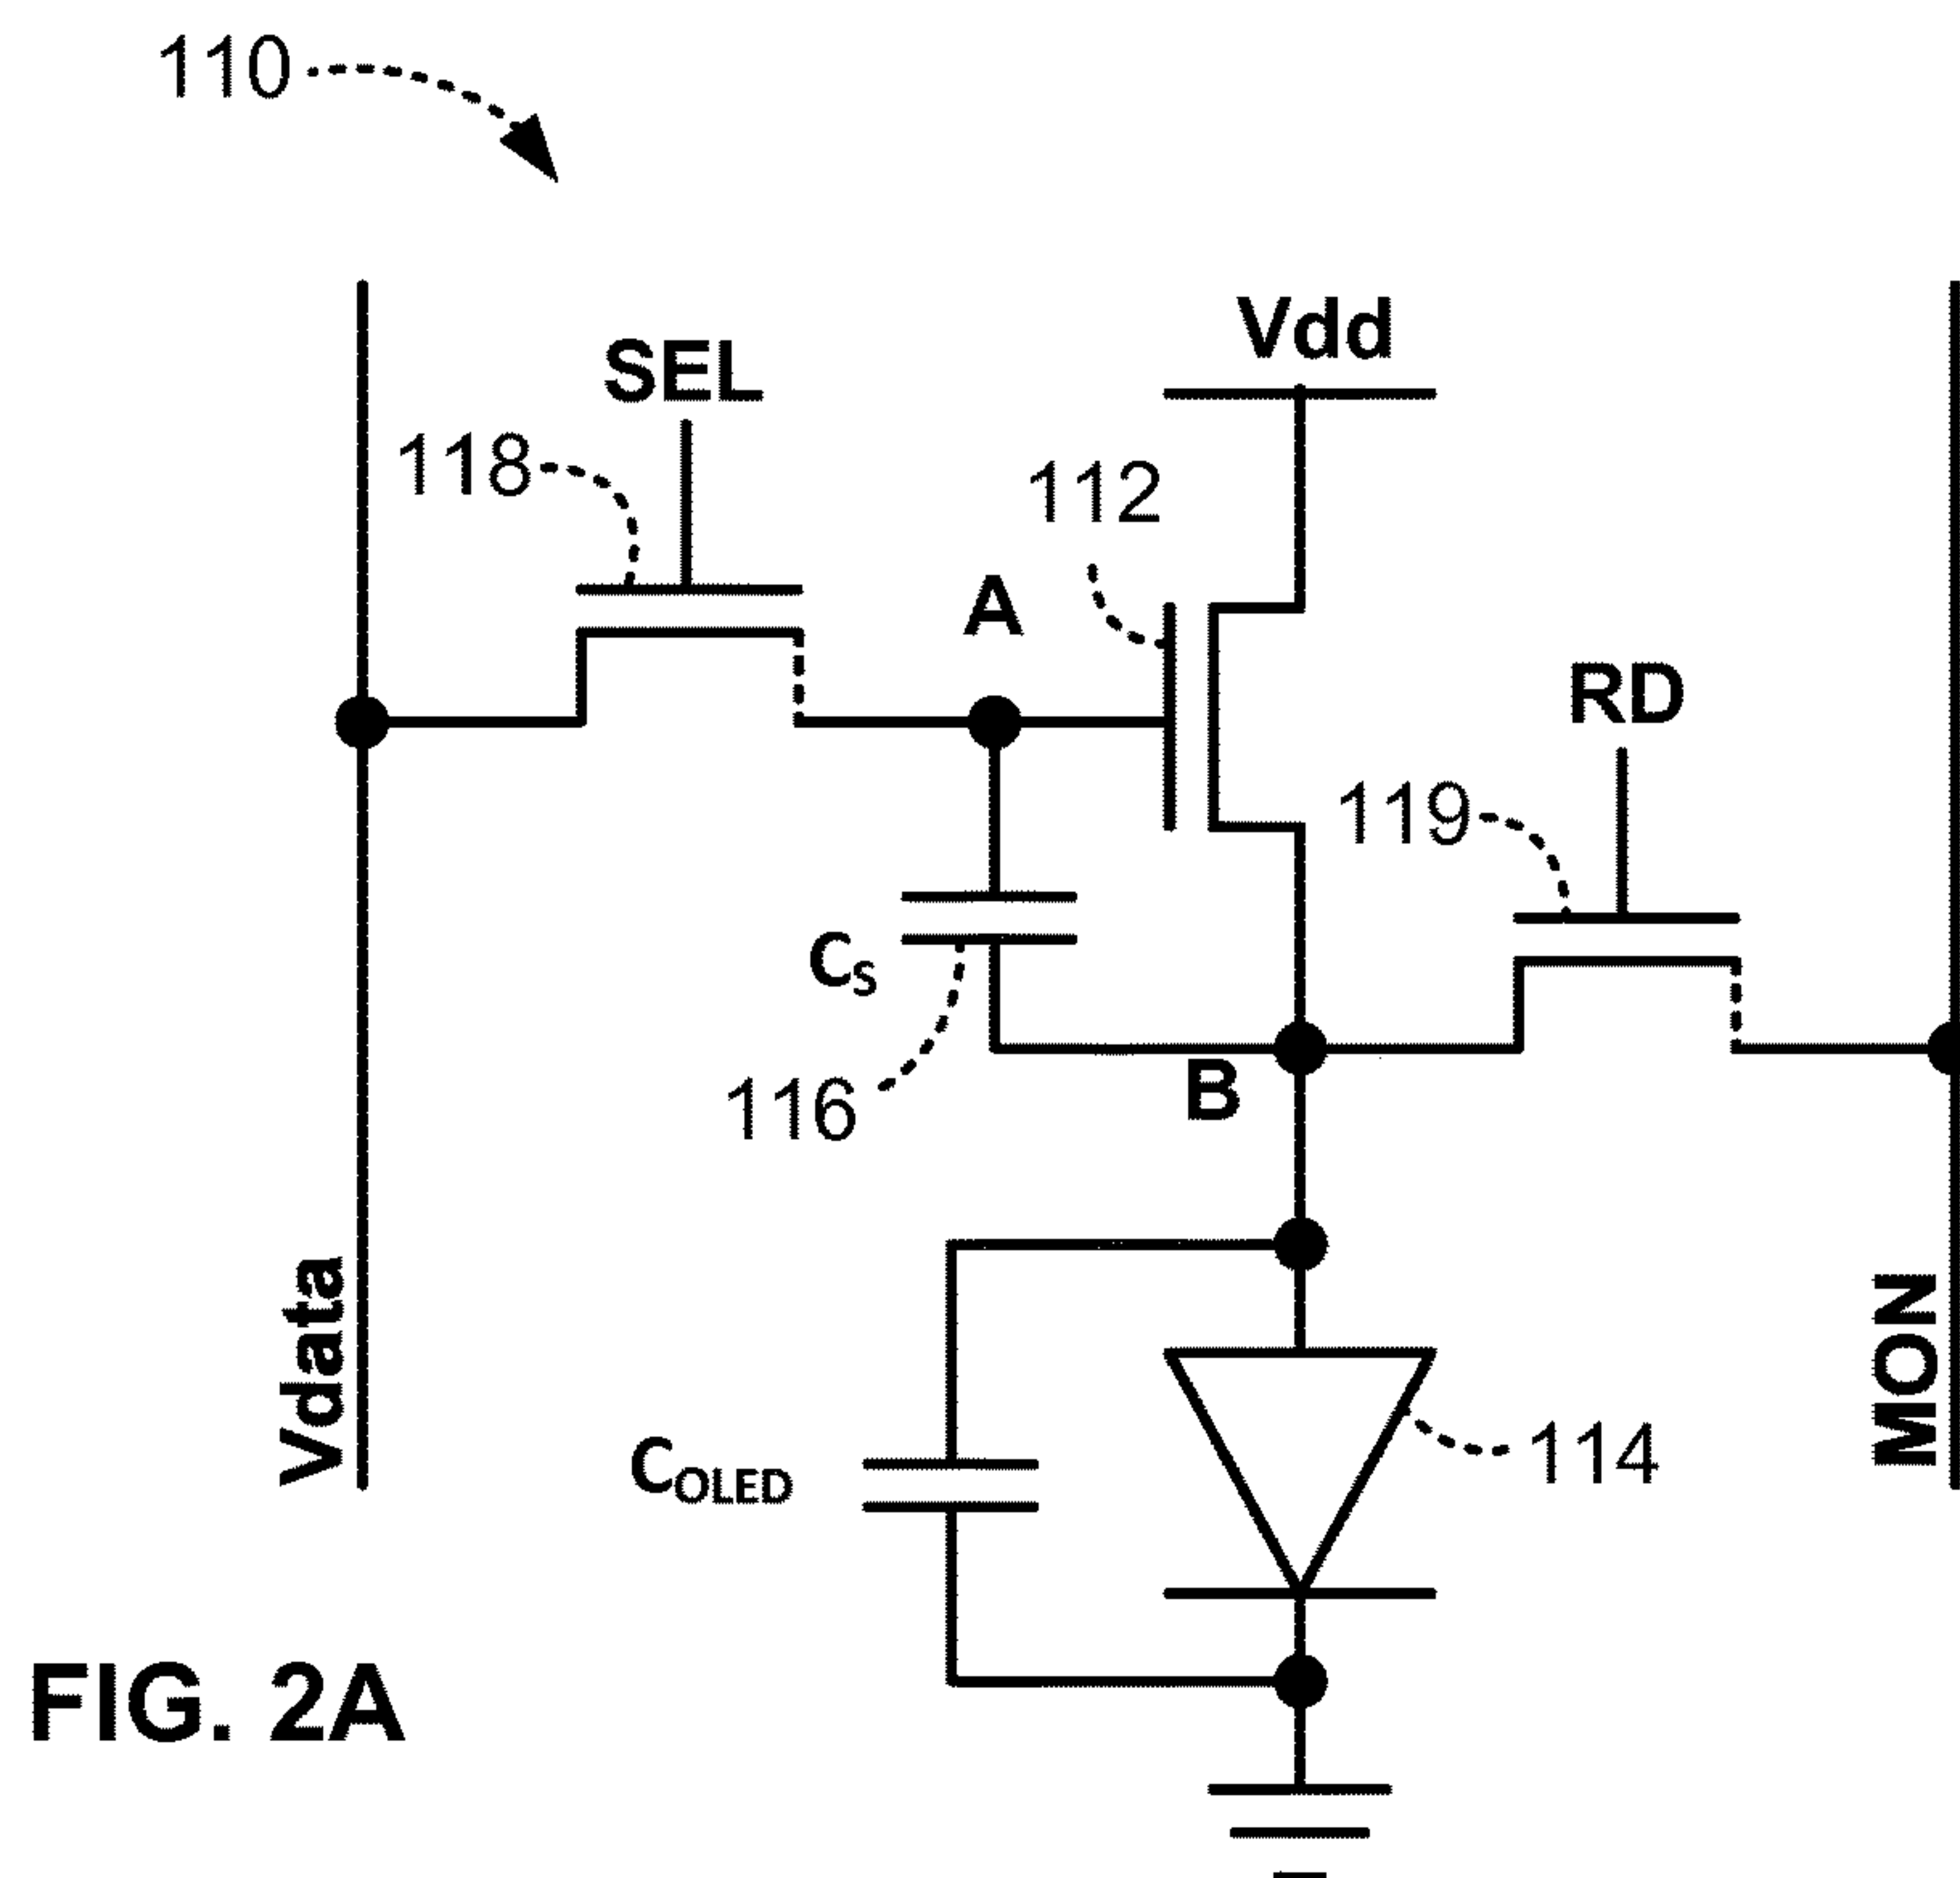 110
Vdd
SEL
118
112
A
RD
119
CS
116
B
Vdata
MON
COLED
114
FIG. 2A